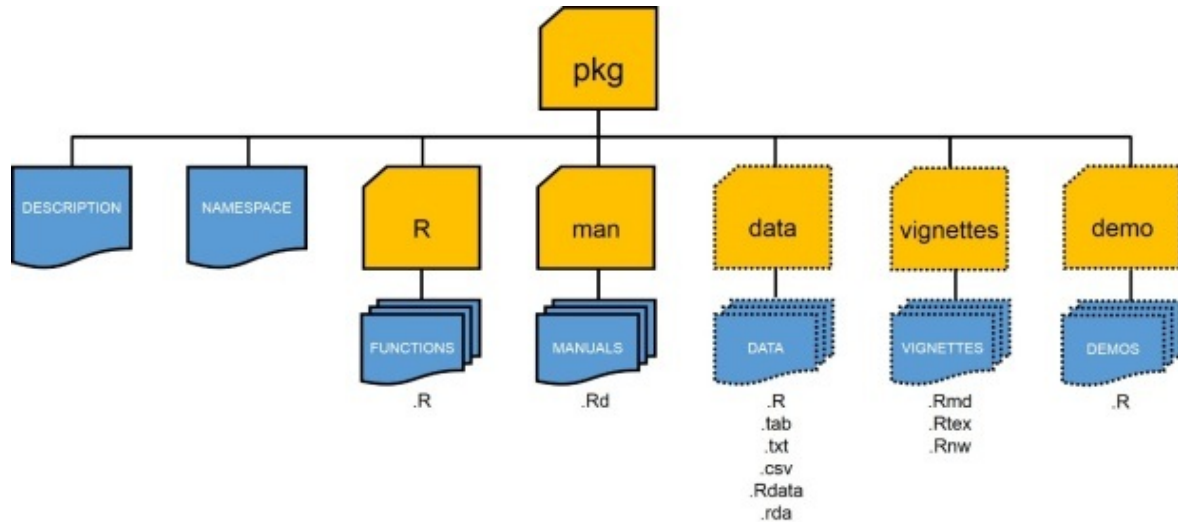 pkg
DESCRIPTION
NAMESPACE
R
man
data
vignettes
demo
FUNCTIONS
MANUALS
DATA
VIGNETTES
DEMOS
.R
.Rd
.R
.tab
.txt
.csv
.Rdata
.rda
.Rmd
.Rtex
.Rnw
.R